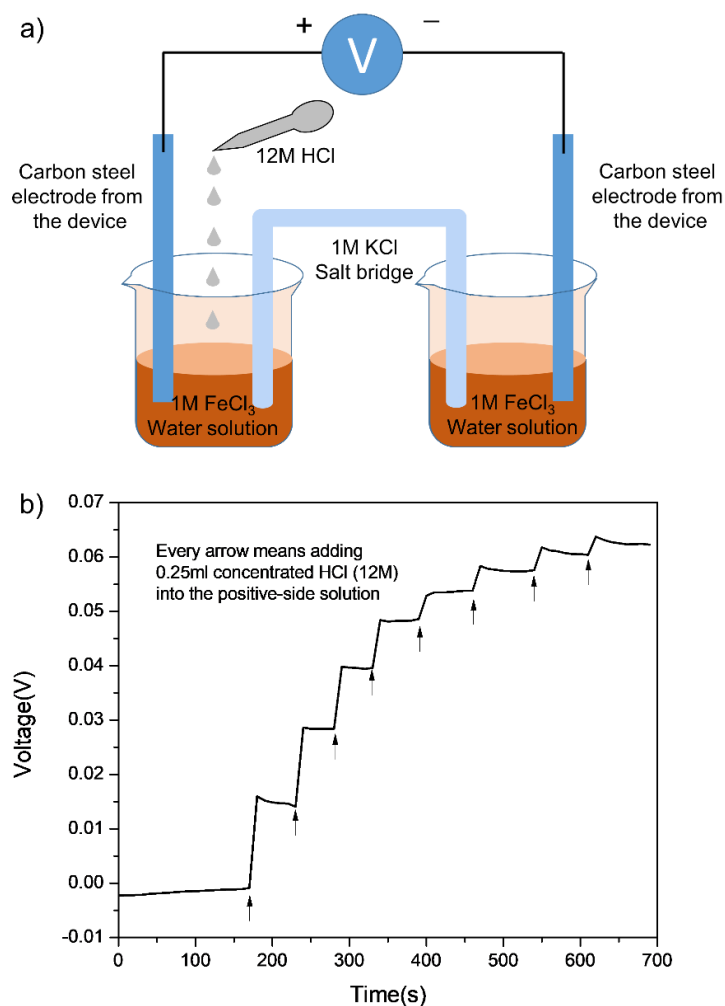 a)
+
−
V
12M HCl
Carbon steel
electrode from
the device
Carbon steel
electrode from
the device
1M KCl
Salt bridge
1M FeCl₃
Water solution
1M FeCl₃
Water solution
b)
0.07
0.06
0.05
0.04
0.03
0.02
0.01
0.00
-0.01
Voltage(V)
Every arrow means adding
0.25ml concentrated HCl (12M)
into the positive-side solution
0 100 200 300 400 500 600 700
Time(s)